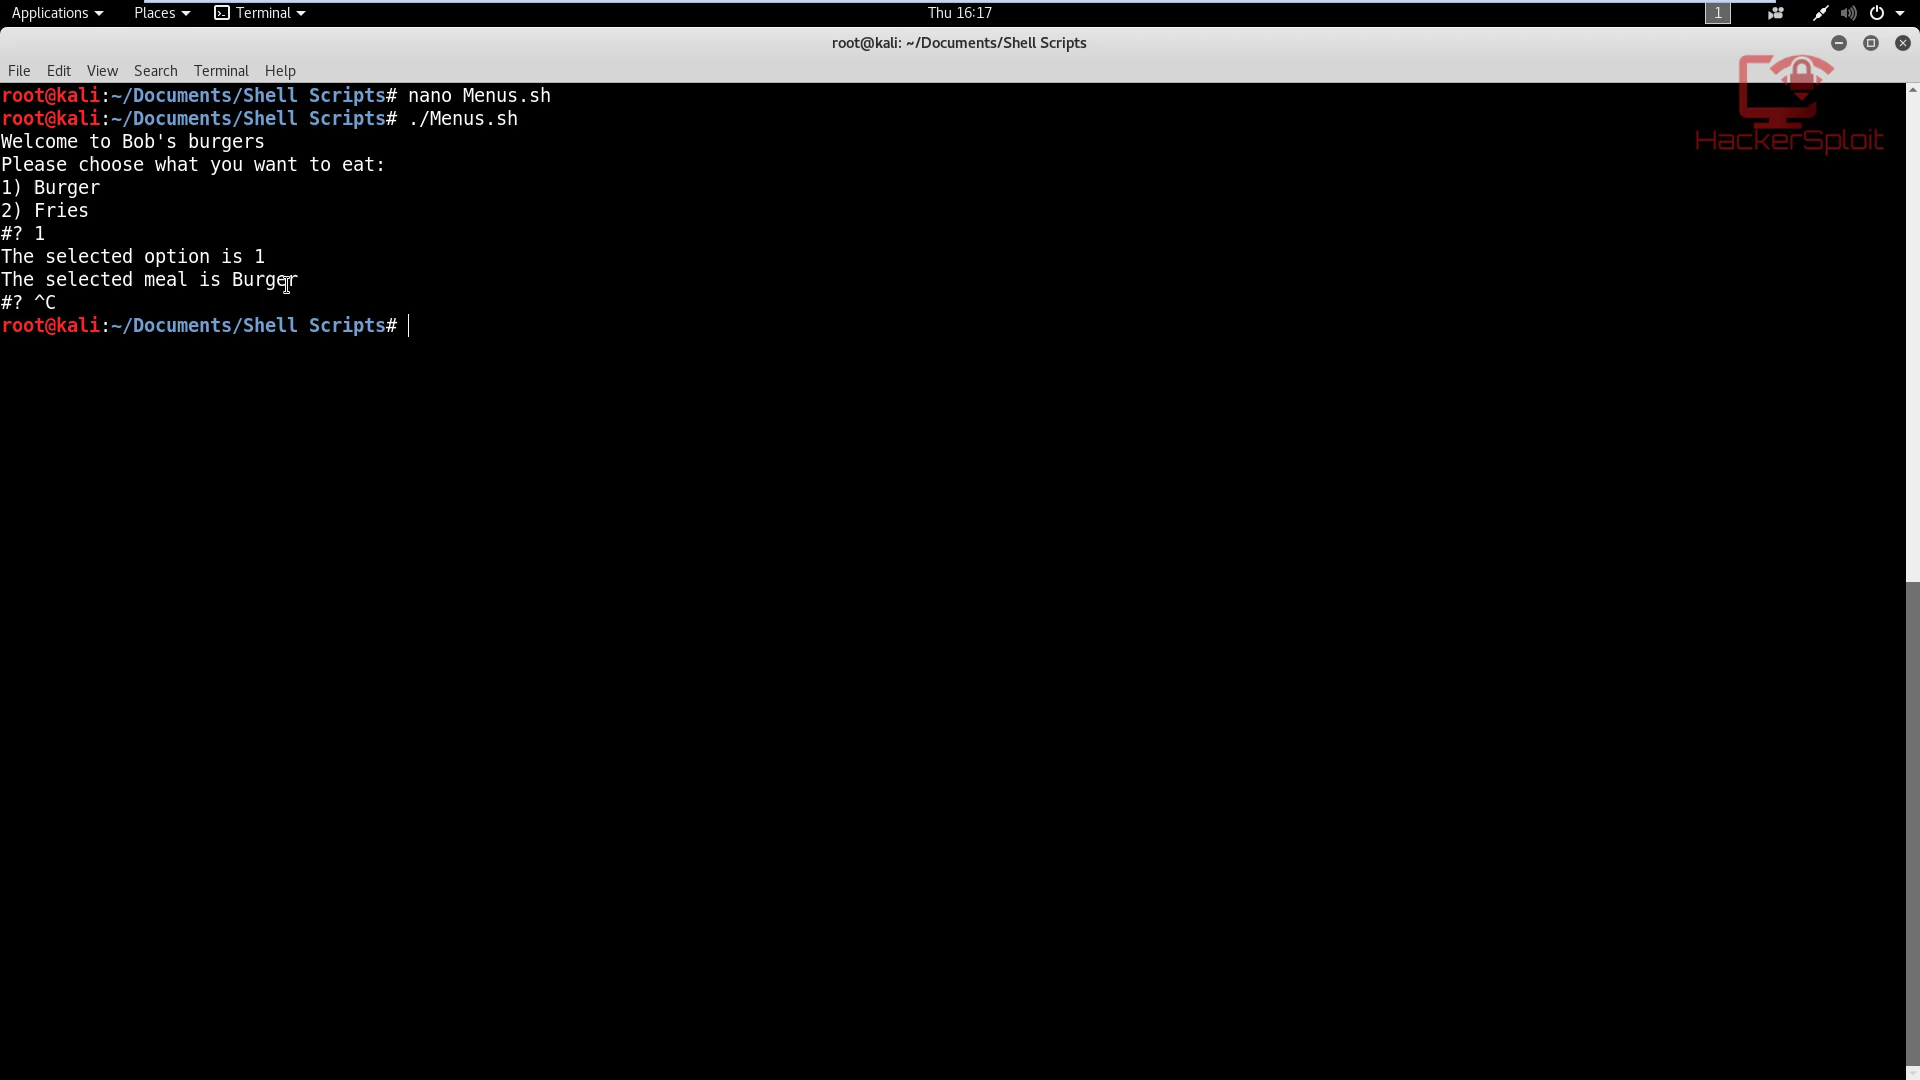 Applications Places Terminal Thu 16:17 1
root@kali: ~/Documents/Shell Scripts
File Edit View Search Terminal Help
root@kali:~/Documents/Shell Scripts# nano Menus.sh
root@kali:~/Documents/Shell Scripts# ./Menus.sh
Welcome to Bob's burgers
Please choose what you want to eat:
1) Burger
2) Fries
#? 1
The selected option is 1
The selected meal is Burger
#? ^C
root@kali:~/Documents/Shell Scripts#
HackerSploit